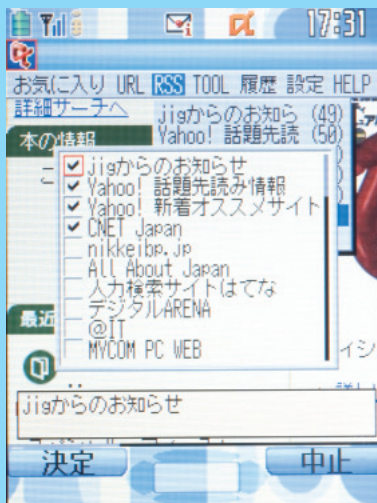 17:31
お気に入り URL RSS TOOL 履歴 設定 HELP
詳細サーチへ
jigからのお知ら (49)
本の情報
Yahoo! 話題先読 (50)
jigからのお知らせ
Yahoo! 話題先読み情報
Yahoo! 新着オススメサイト
CNET Japan
nikkeibp.jp
All About Japan
人力検索サイトはてな
デジタルARENA
最近
@IT
MYCOM PC WEB
イシ
jigからのお知らせ
決定
中止